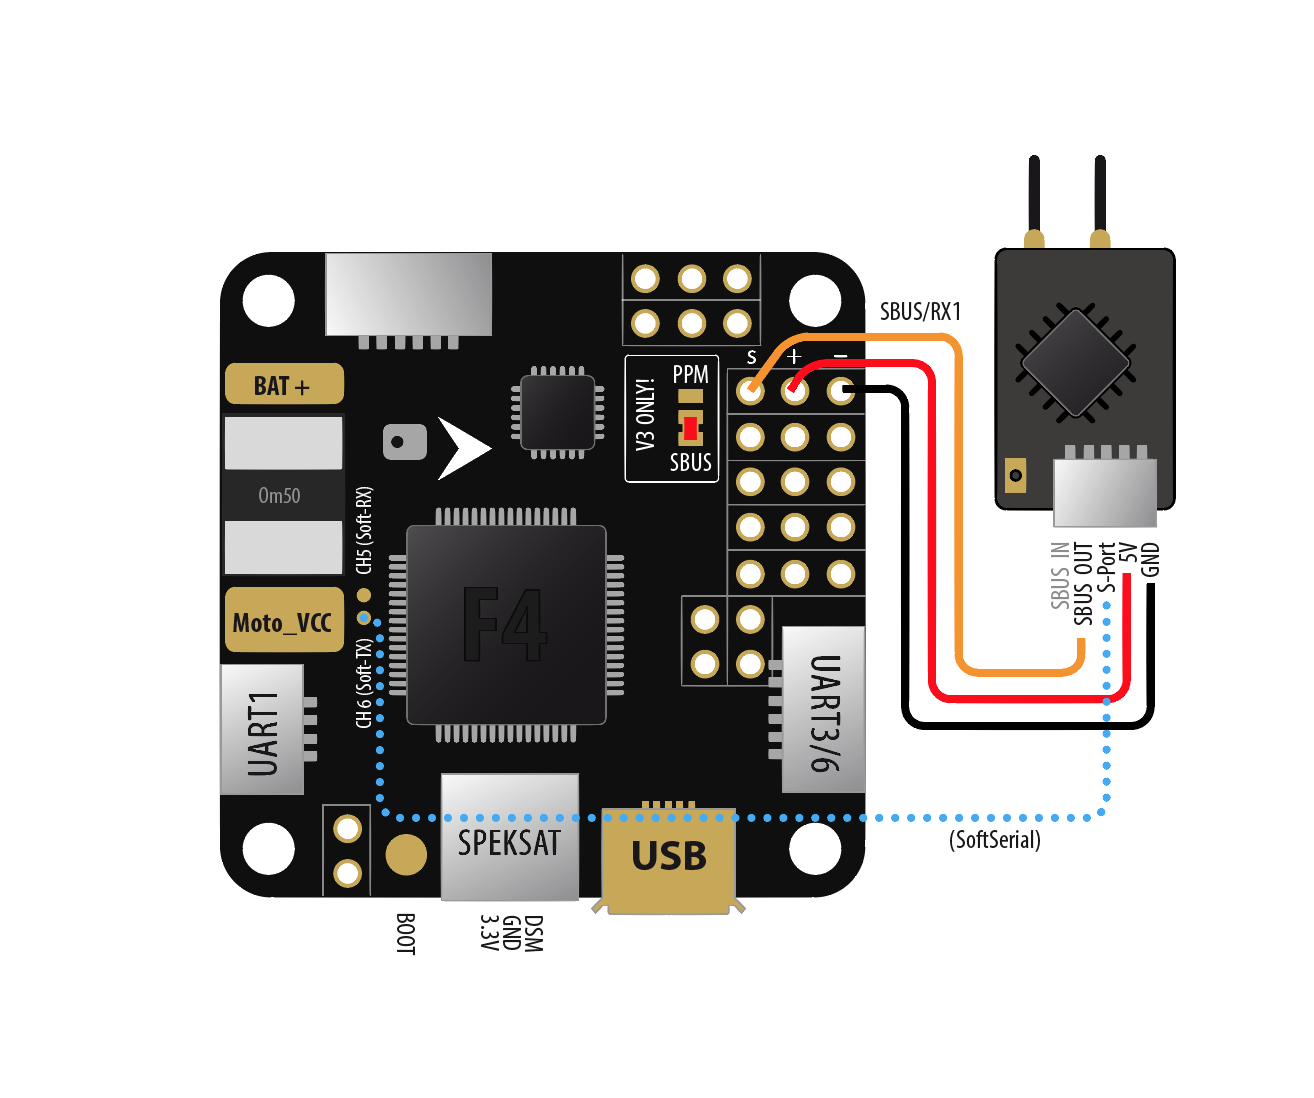 SBUS/RX1
S + –
BAT +
V3 ONLY!
PPM
SBUS
0m50
CH5 (Soft-RX)
F4
Moto_VCC
CH6 (Soft-TX)
UART1
UART3/6
SBUS IN
SBUS OUT
S-Port
5V
GND
(SoftSerial)
SPEKSAT
USB
BOOT
3.3V
GND
DSM